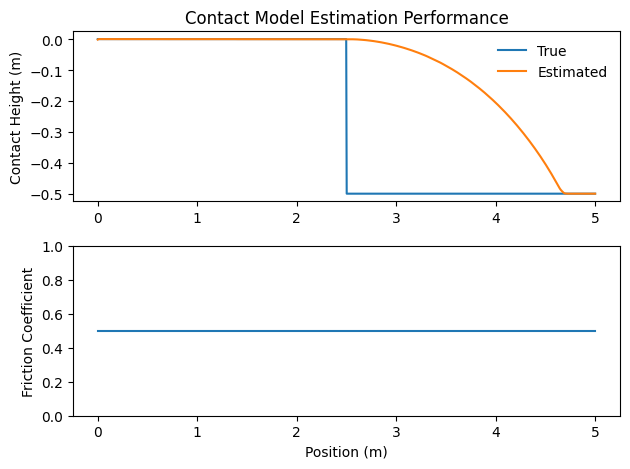 Contact Model Estimation Performance
Contact Height (m)
0.0
−0.1
−0.2
−0.3
−0.4
−0.5
True
Estimated
0 1 2 3 4 5
Friction Coefficient
1.0
0.8
0.6
0.4
0.2
0.0
0 1 2 3 4 5
Position (m)